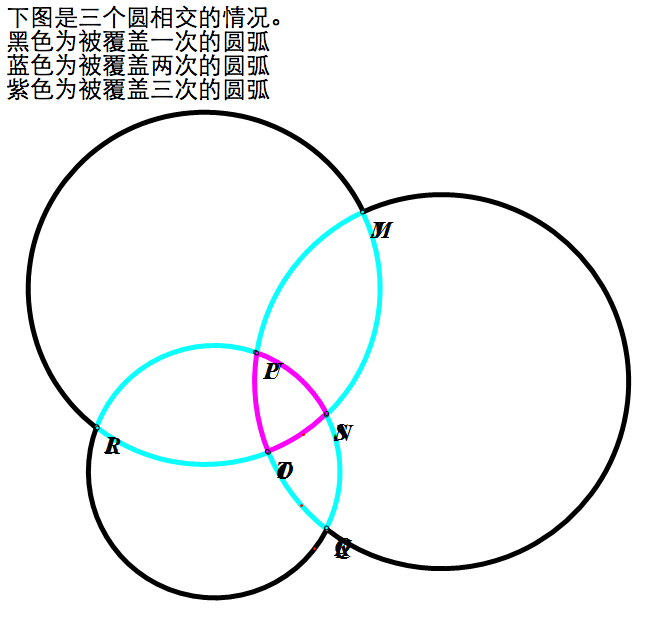 下图是三个圆相交的情况。
黑色为被覆盖一次的圆弧
蓝色为被覆盖两次的圆弧
紫色为被覆盖三次的圆弧